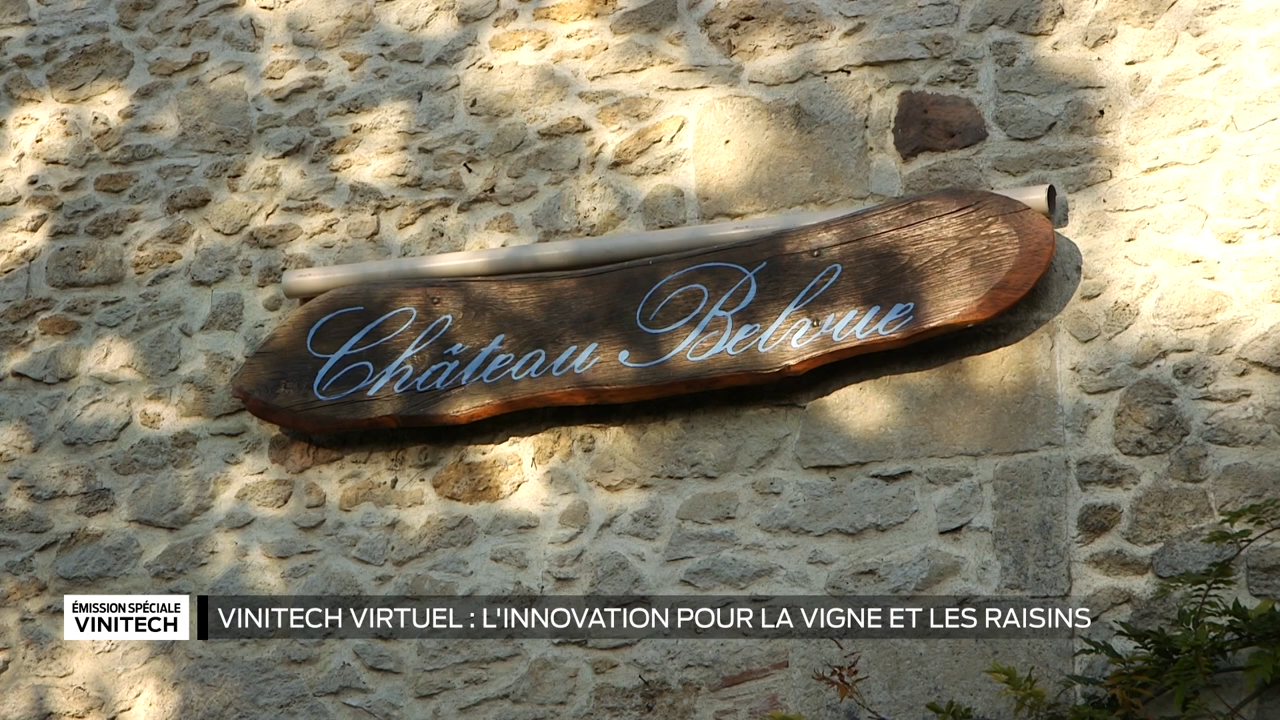 Château Belvue
ÉMISSION SPÉCIALE
VINITECH
VINITECH VIRTUEL : L'INNOVATION POUR LA VIGNE ET LES RAISINS